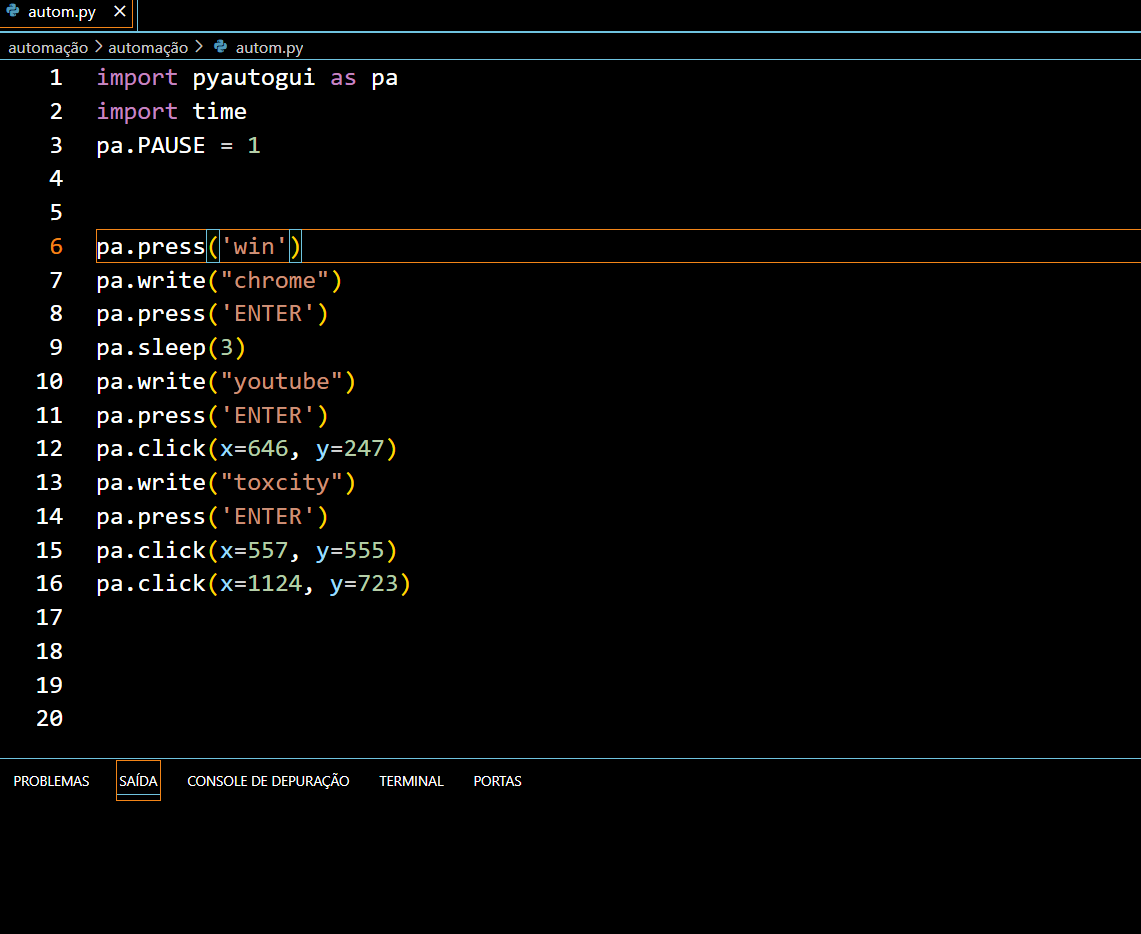 autom.py ×
automação > automação > autom.py
1 import pyautogui as pa
2 import time
3 pa.PAUSE = 1
4
5
6 pa.press('win')
7 pa.write("chrome")
8 pa.press('ENTER')
9 pa.sleep(3)
10 pa.write("youtube")
11 pa.press('ENTER')
12 pa.click(x=646, y=247)
13 pa.write("toxcity")
14 pa.press('ENTER')
15 pa.click(x=557, y=555)
16 pa.click(x=1124, y=723)
17
18
19
20
PROBLEMAS SAÍDA CONSOLE DE DEPURAÇÃO TERMINAL PORTAS